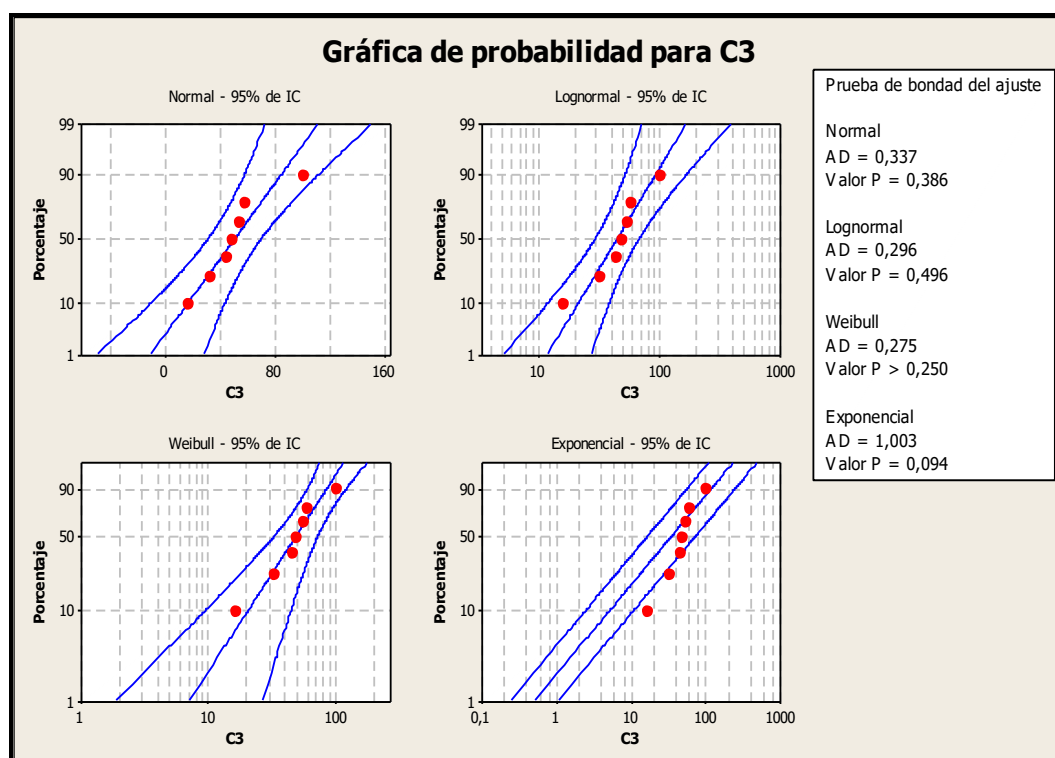 Gráfica de probabilidad para C3
Normal - 95% de IC
99
90
50
10
1
Porcentaje
0
80
160
C3
Lognormal - 95% de IC
99
90
50
10
1
Porcentaje
10
100
1000
C3
Weibull - 95% de IC
90
50
10
1
Porcentaje
1
10
100
C3
Exponencial - 95% de IC
90
50
10
1
Porcentaje
0,1
1
10
100
1000
C3
Prueba de bondad del ajuste
Normal
AD = 0,337
Valor P = 0,386
Lognormal
AD = 0,296
Valor P = 0,496
Weibull
AD = 0,275
Valor P > 0,250
Exponencial
AD = 1,003
Valor P = 0,094